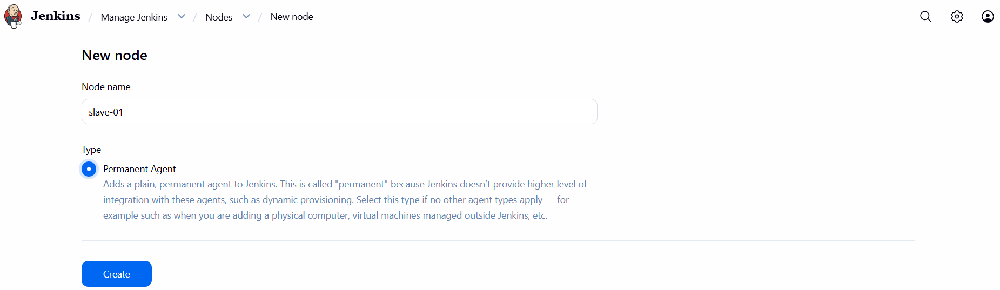 Jenkins / Manage Jenkins / Nodes / New node
New node
Node name
slave-01
Type
Permanent Agent
Adds a plain, permanent agent to Jenkins. This is called "permanent" because Jenkins doesn’t provide higher level of
integration with these agents, such as dynamic provisioning. Select this type if no other agent types apply — for
example such as when you are adding a physical computer, virtual machines managed outside Jenkins, etc.
Create